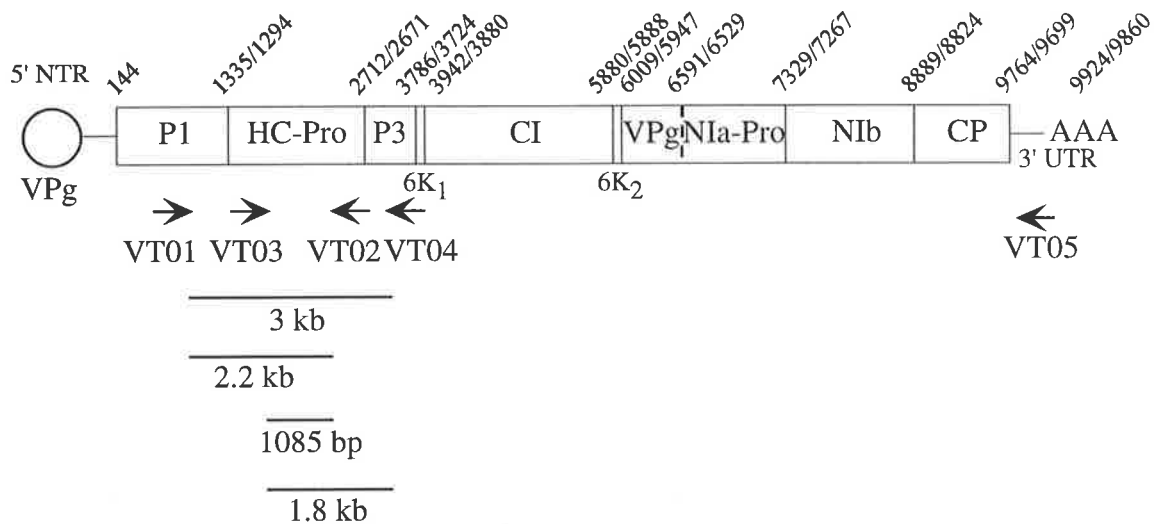 5' NTR
144
1335/1294
2712/2671
3786/3724
3942/3880
5880/5888
6009/5947
6591/6529
7329/7267
8889/8824
9764/9699
9924/9860
VPg
P1
HC-Pro
P3
6K1
CI
6K2
VPg
NIa-Pro
NIb
CP
AAA
3' UTR
VT01
VT03
VT02
VT04
VT05
3 kb
2.2 kb
1085 bp
1.8 kb